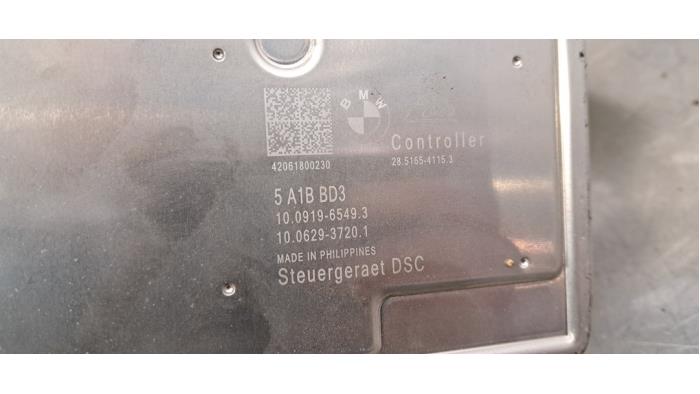 BMW
Controller
42061800230
28.5165-4115.3
5 A1B BD3
10.0919-6549.3
10.0629-3720.1
MADE IN PHILIPPINES
Steuergeraet DSC